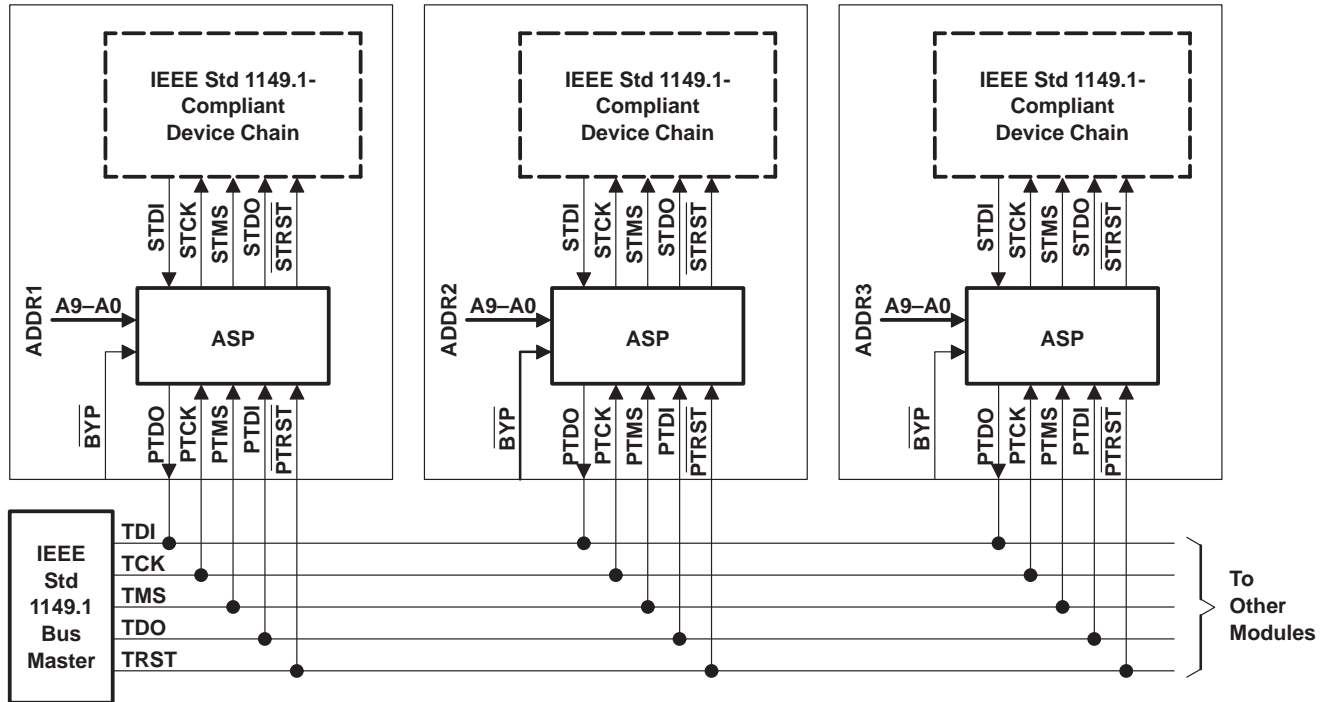 IEEE Std 1149.1-
Compliant
Device Chain
STDI
STCK
STMS
STDO
STRST
ADDR1
A9–A0
ASP
BYP
PTDO
PTCK
PTMS
PTDI
PTRST
IEEE Std 1149.1-
Compliant
Device Chain
STDI
STCK
STMS
STDO
STRST
ADDR2
A9–A0
ASP
BYP
PTDO
PTCK
PTMS
PTDI
PTRST
IEEE Std 1149.1-
Compliant
Device Chain
STDI
STCK
STMS
STDO
STRST
ADDR3
A9–A0
ASP
BYP
PTDO
PTCK
PTMS
PTDI
PTRST
IEEE
Std
1149.1
Bus
Master
TDI
TCK
TMS
TDO
TRST
To
Other
Modules